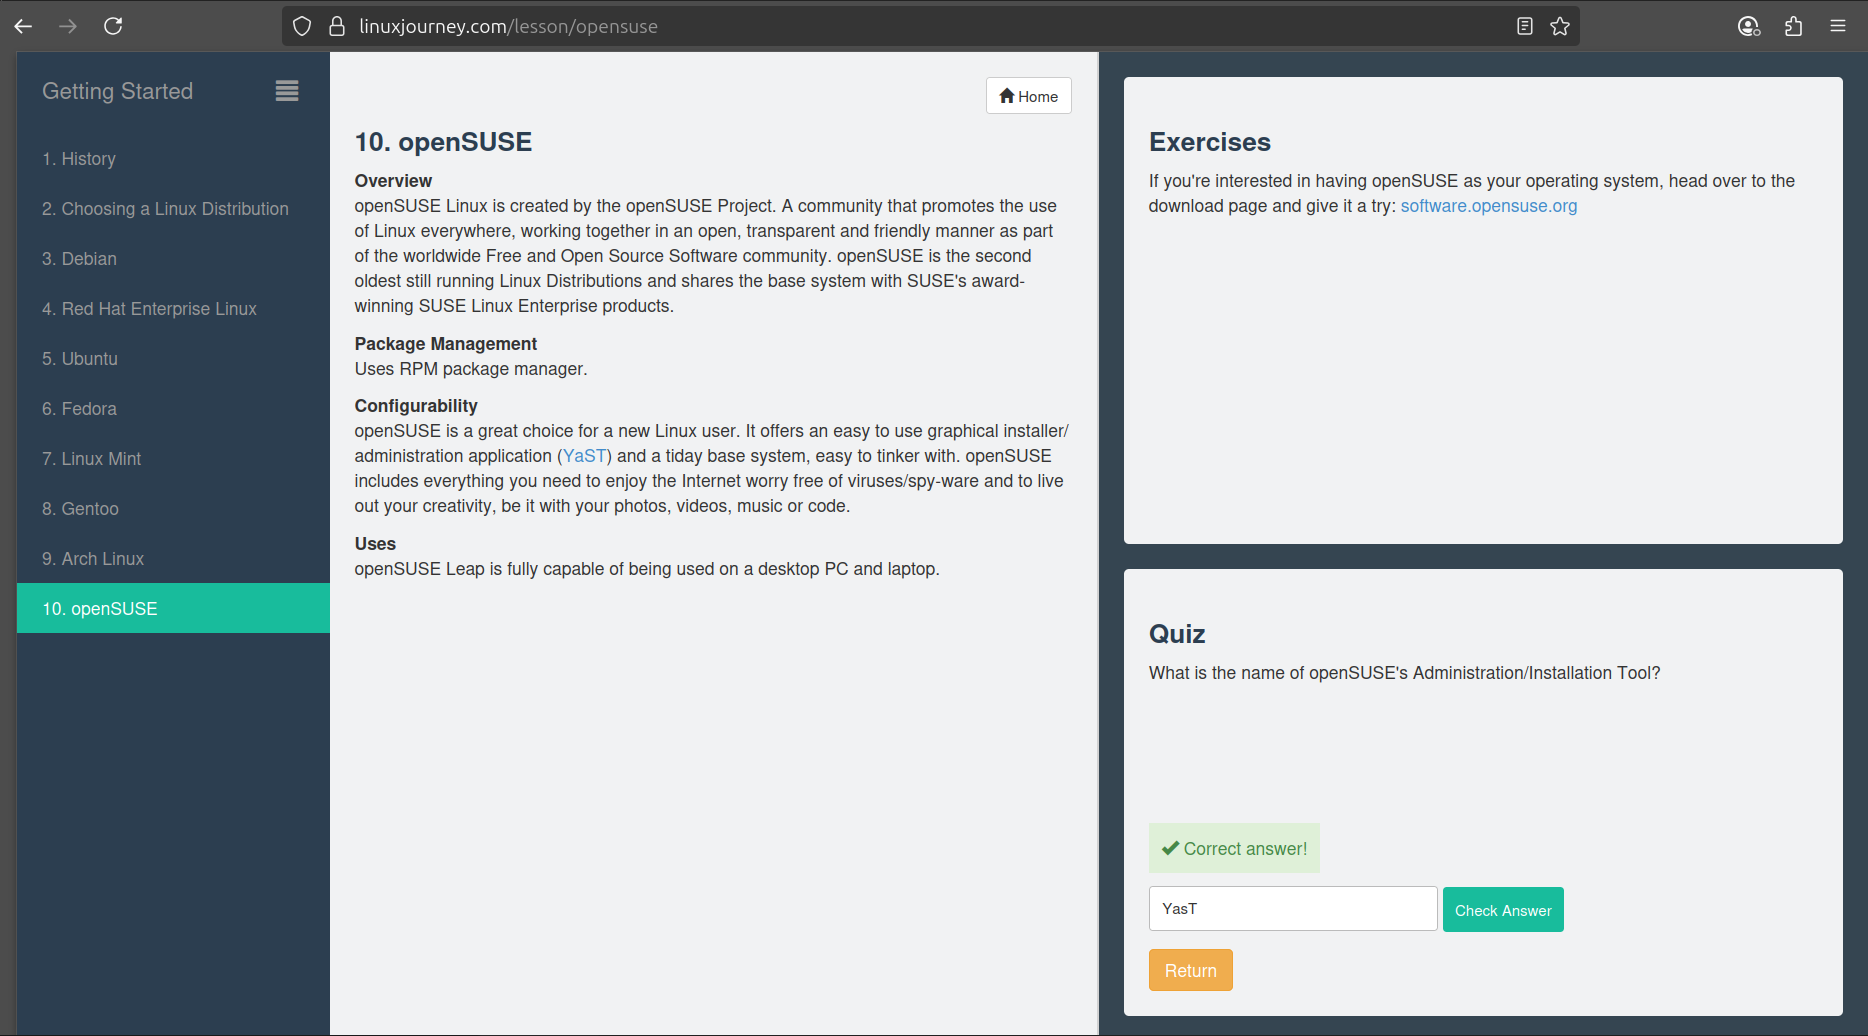 linuxjourney.com/lesson/opensuse
Getting Started
1. History
2. Choosing a Linux Distribution
3. Debian
4. Red Hat Enterprise Linux
5. Ubuntu
6. Fedora
7. Linux Mint
8. Gentoo
9. Arch Linux
10. openSUSE
Home
10. openSUSE
Overview
openSUSE Linux is created by the openSUSE Project. A community that promotes the use
of Linux everywhere, working together in an open, transparent and friendly manner as part
of the worldwide Free and Open Source Software community. openSUSE is the second
oldest still running Linux Distributions and shares the base system with SUSE's award-
winning SUSE Linux Enterprise products.
Package Management
Uses RPM package manager.
Configurability
openSUSE is a great choice for a new Linux user. It offers an easy to use graphical installer/
administration application (YaST) and a tiday base system, easy to tinker with. openSUSE
includes everything you need to enjoy the Internet worry free of viruses/spy-ware and to live
out your creativity, be it with your photos, videos, music or code.
Uses
openSUSE Leap is fully capable of being used on a desktop PC and laptop.
Exercises
If you're interested in having openSUSE as your operating system, head over to the
download page and give it a try: software.opensuse.org
Quiz
What is the name of openSUSE's Administration/Installation Tool?
Correct answer!
YasT
Check Answer
Return